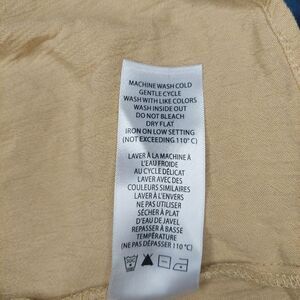 MACHINE WASH COLD
GENTLE CYCLE
WASH WITH LIKE COLORS
WASH INSIDE OUT
DO NOT BLEACH
DRY FLAT
IRON ON LOW SETTING
(NOT EXCEEDING 110°C)
LAVER À LA MACHINE À
L'EAU FROIDE
AU CYCLE DÉLICAT
LAVER AVEC DES
COULEURS SIMILAIRES
LAVER À L'ENVERS
NE PAS UTILISER
SÉCHER À PLAT
D'EAU DE JAVEL
REPASSER À BASSE
TEMPÉRATURE
(NE PAS DÉPASSER 110°C)